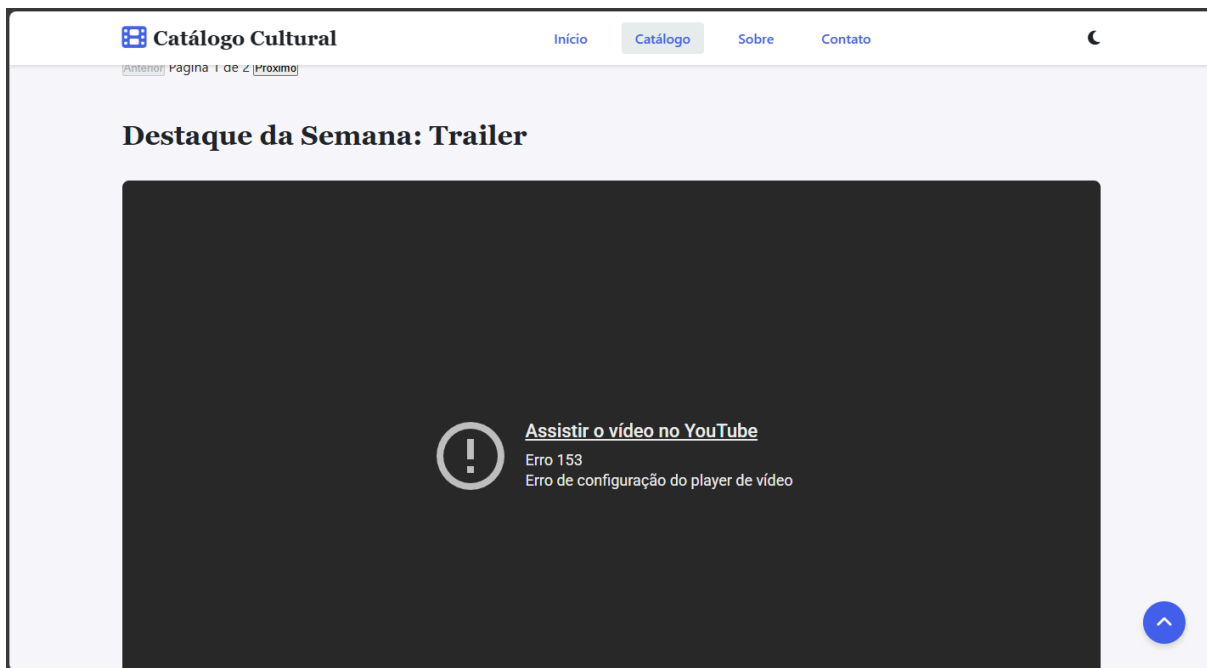 Catálogo Cultural
Início
Catálogo
Sobre
Contato
Anterior Página 1 de 2 Próximo
Destaque da Semana: Trailer
Assistir o vídeo no YouTube
Erro 153
Erro de configuração do player de vídeo